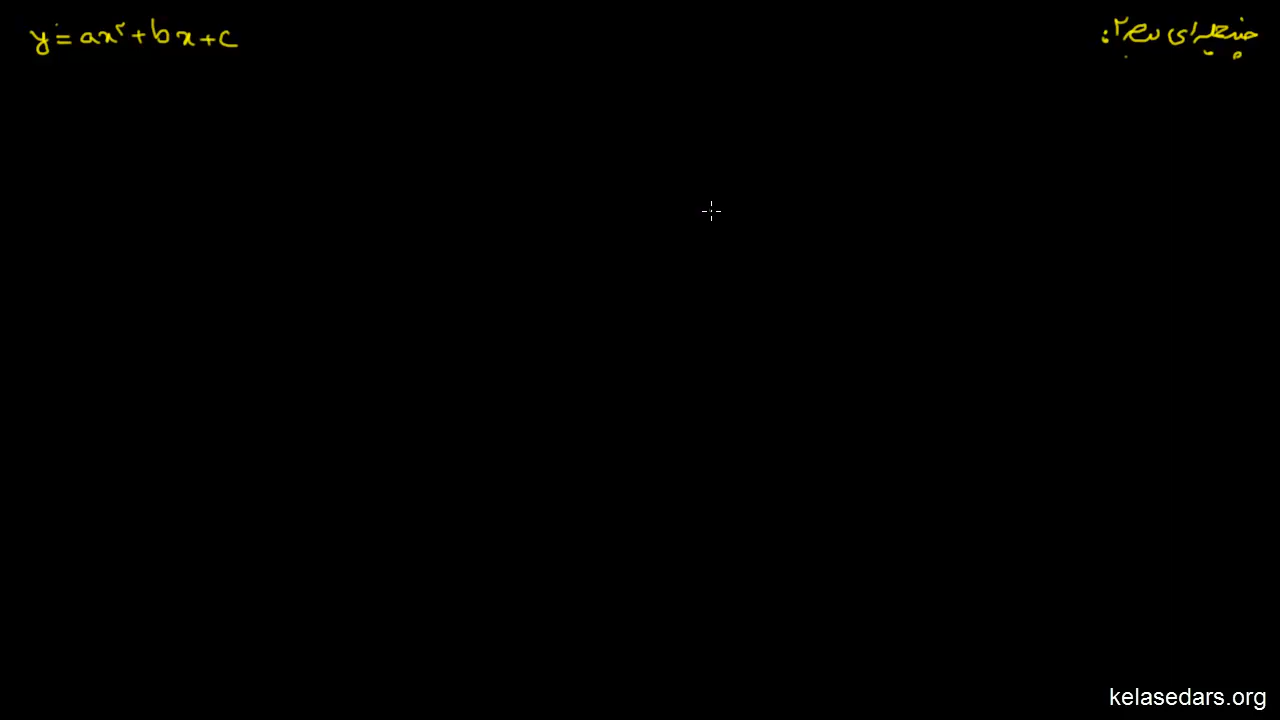 چندجمله‌ای درجه ۲:
y = ax² + bx + c
kelasedars.org